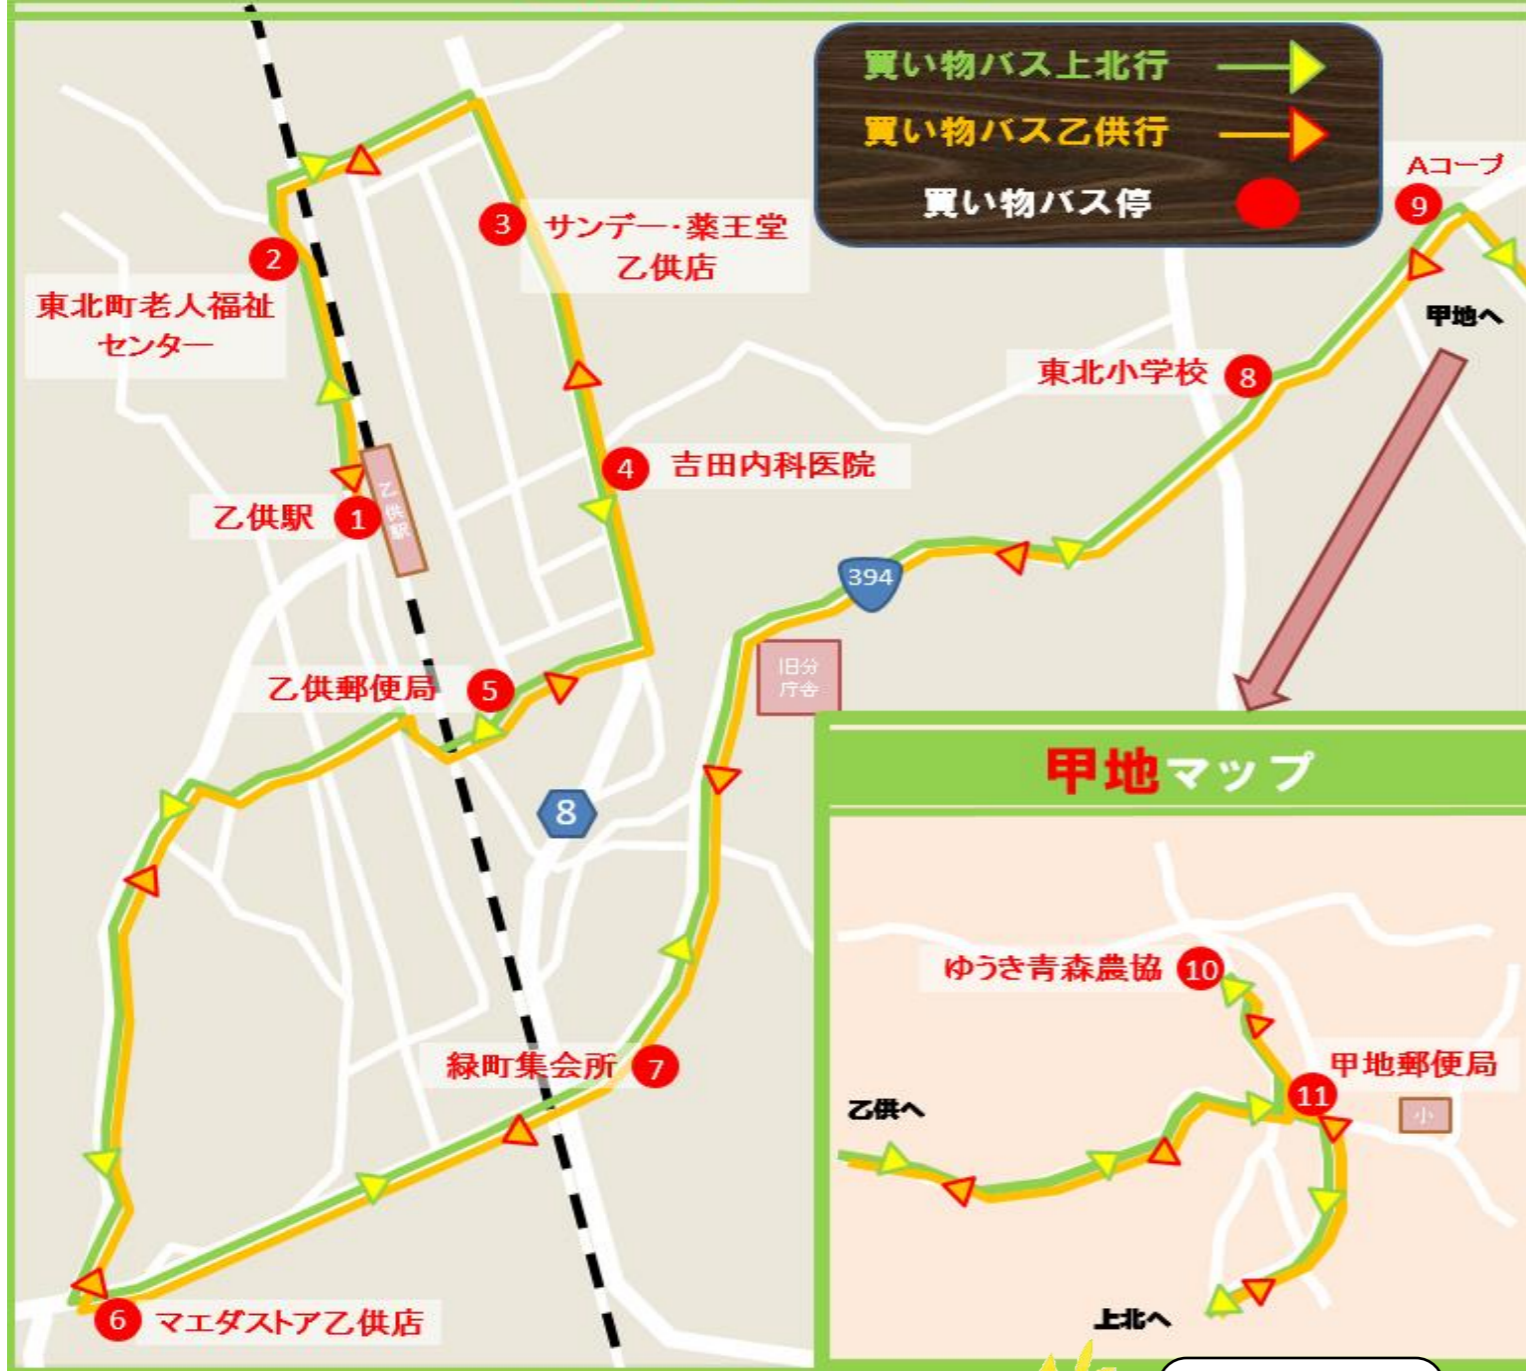 買い物バス上北行
買い物バス乙供行
買い物バス停
Aコープ
9
甲地へ
3
サンデー・薬王堂
乙供店
2
東北町老人福祉
センター
東北小学校
8
4
吉田内科医院
乙供駅
1
乙供駅
394
旧分
庁舎
乙供郵便局
5
8
緑町集会所
7
6
マエダストア乙供店
甲地マップ
ゆうき青森農協
10
甲地郵便局
11
小
乙供へ
上北へ